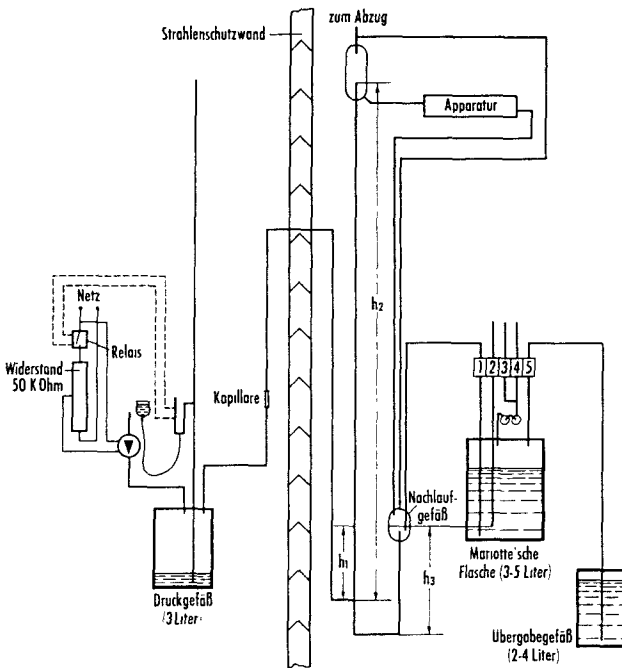 zum Abzug
Strahlenschutzwand
Apparatur
h2
Netz
Relais
Widerstand
50 K Ohm
Kapillare
1 2 3 4 5
Nachlauf-
gefäß
h1
h3
Mariotte'sche
Flasche (3-5 Liter)
Druckgefäß
(3 Liter)
Übergabegefäß
(2-4 Liter)